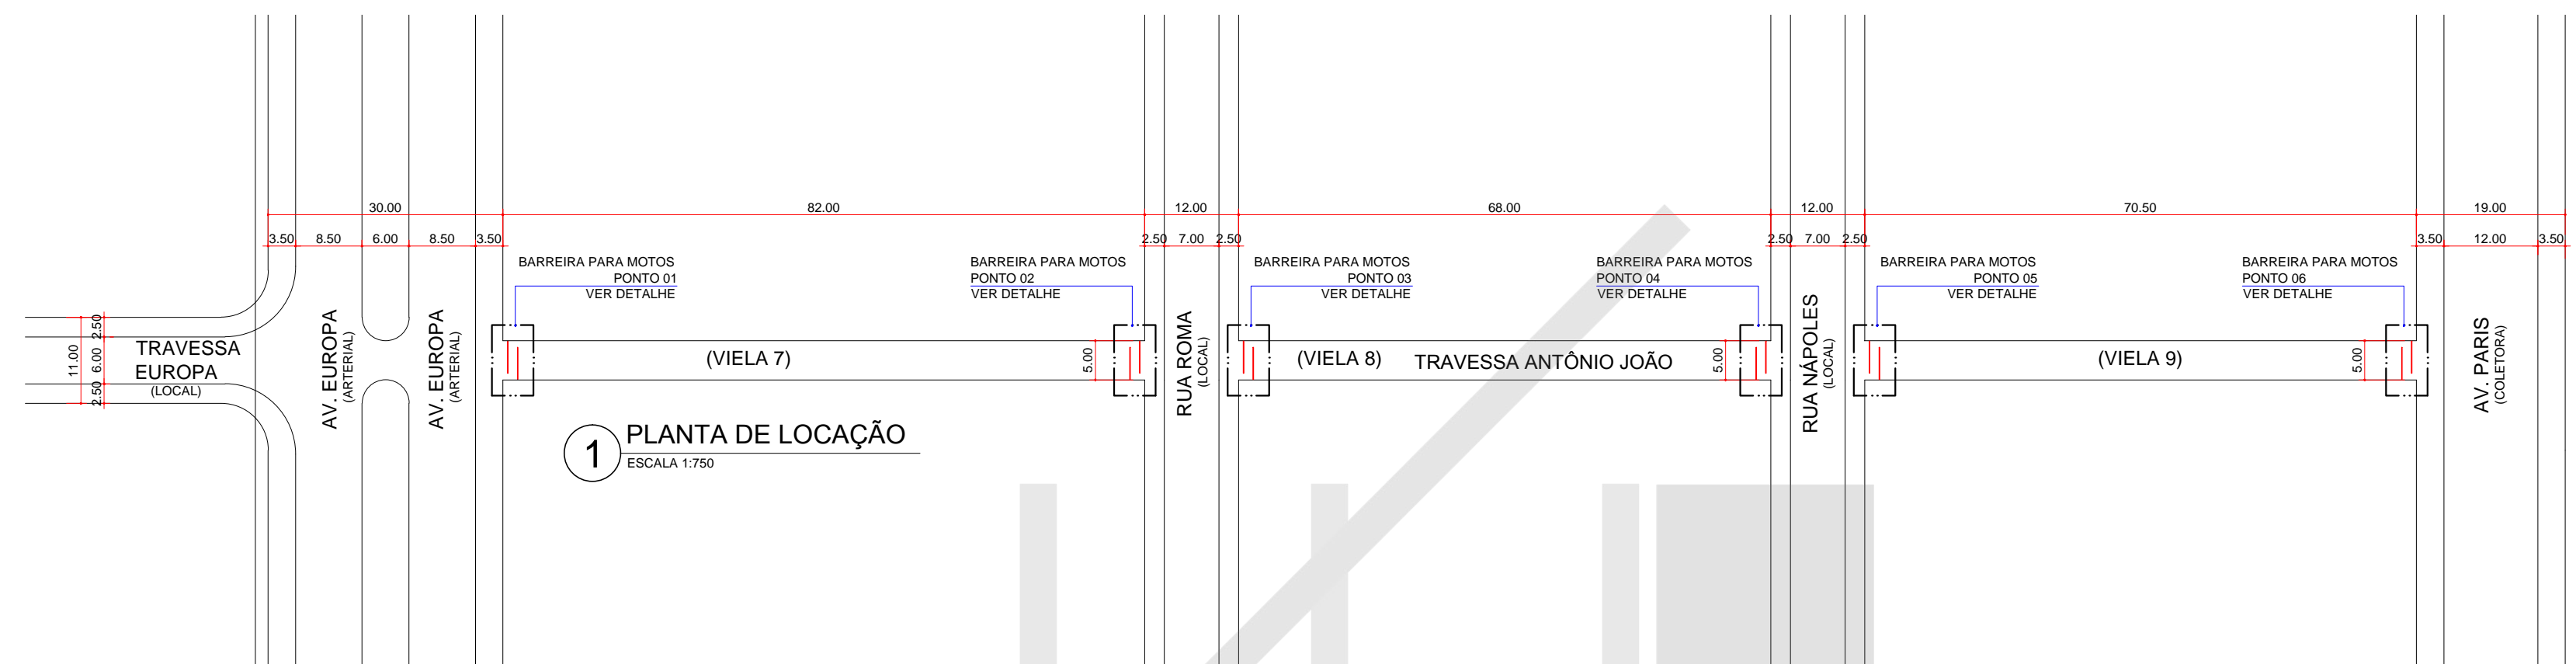 30.00
82.00
12.00
68.00
12.00
70.50
19.00
3.50
8.50
6.00
8.50
3.50
2.50
7.00
2.50
2.50
7.00
2.50
3.50
12.00
3.50
BARREIRA PARA MOTOS
PONTO 01
VER DETALHE
BARREIRA PARA MOTOS
PONTO 02
VER DETALHE
BARREIRA PARA MOTOS
PONTO 03
VER DETALHE
BARREIRA PARA MOTOS
PONTO 04
VER DETALHE
BARREIRA PARA MOTOS
PONTO 05
VER DETALHE
BARREIRA PARA MOTOS
PONTO 06
VER DETALHE
11.00
2.50
6.00
2.50
TRAVESSA
EUROPA
(LOCAL)
AV. EUROPA
(ARTERIAL)
AV. EUROPA
(ARTERIAL)
(VIELA 7)
5.00
RUA ROMA
(LOCAL)
(VIELA 8)
TRAVESSA ANTÔNIO JOÃO
5.00
RUA NÁPOLES
(LOCAL)
(VIELA 9)
5.00
AV. PARIS
(COLETORA)
1
PLANTA DE LOCAÇÃO
ESCALA 1:750